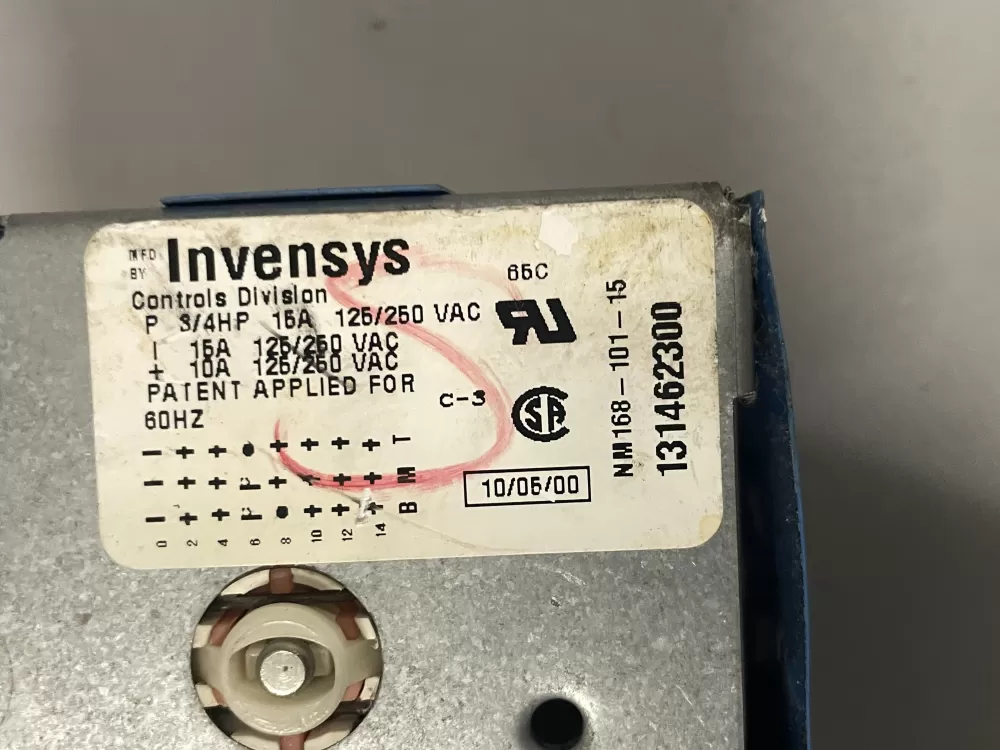 MFD BY Invensys
Controls Division
P 3/4HP 15A 125/250 VAC
I 15A 125/250 VAC
+ 10A 125/250 VAC
PATENT APPLIED FOR
60HZ
65C
C-3
10/05/00
NM168-101-15
131462300
I + + ● + + + + T
I + + P + + + + M
I + + P ● + + + B
0 2 4 6 8 10 12 14